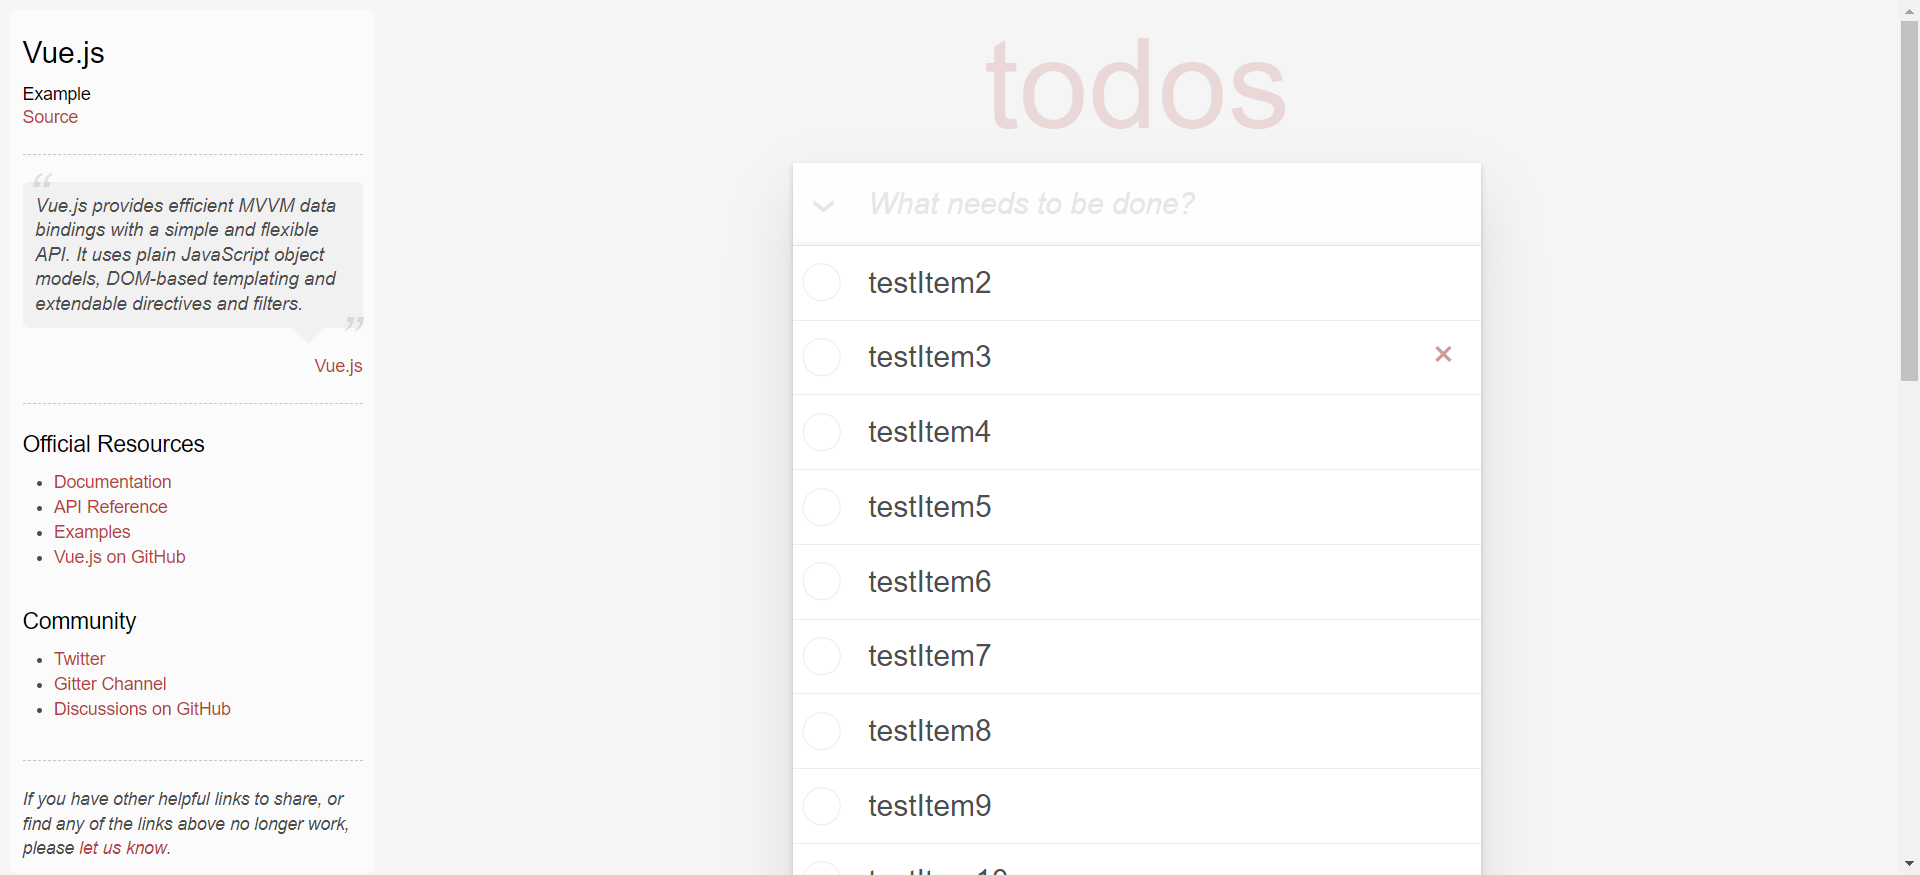 Vue.js
Example
Source
“
Vue.js provides efficient MVVM data
bindings with a simple and flexible
API. It uses plain JavaScript object
models, DOM-based templating and
extendable directives and filters.
”
Vue.js
Official Resources
• Documentation
• API Reference
• Examples
• Vue.js on GitHub
Community
• Twitter
• Gitter Channel
• Discussions on GitHub
If you have other helpful links to share, or
find any of the links above no longer work,
please let us know.
todos
What needs to be done?
testItem2
testItem3 ×
testItem4
testItem5
testItem6
testItem7
testItem8
testItem9